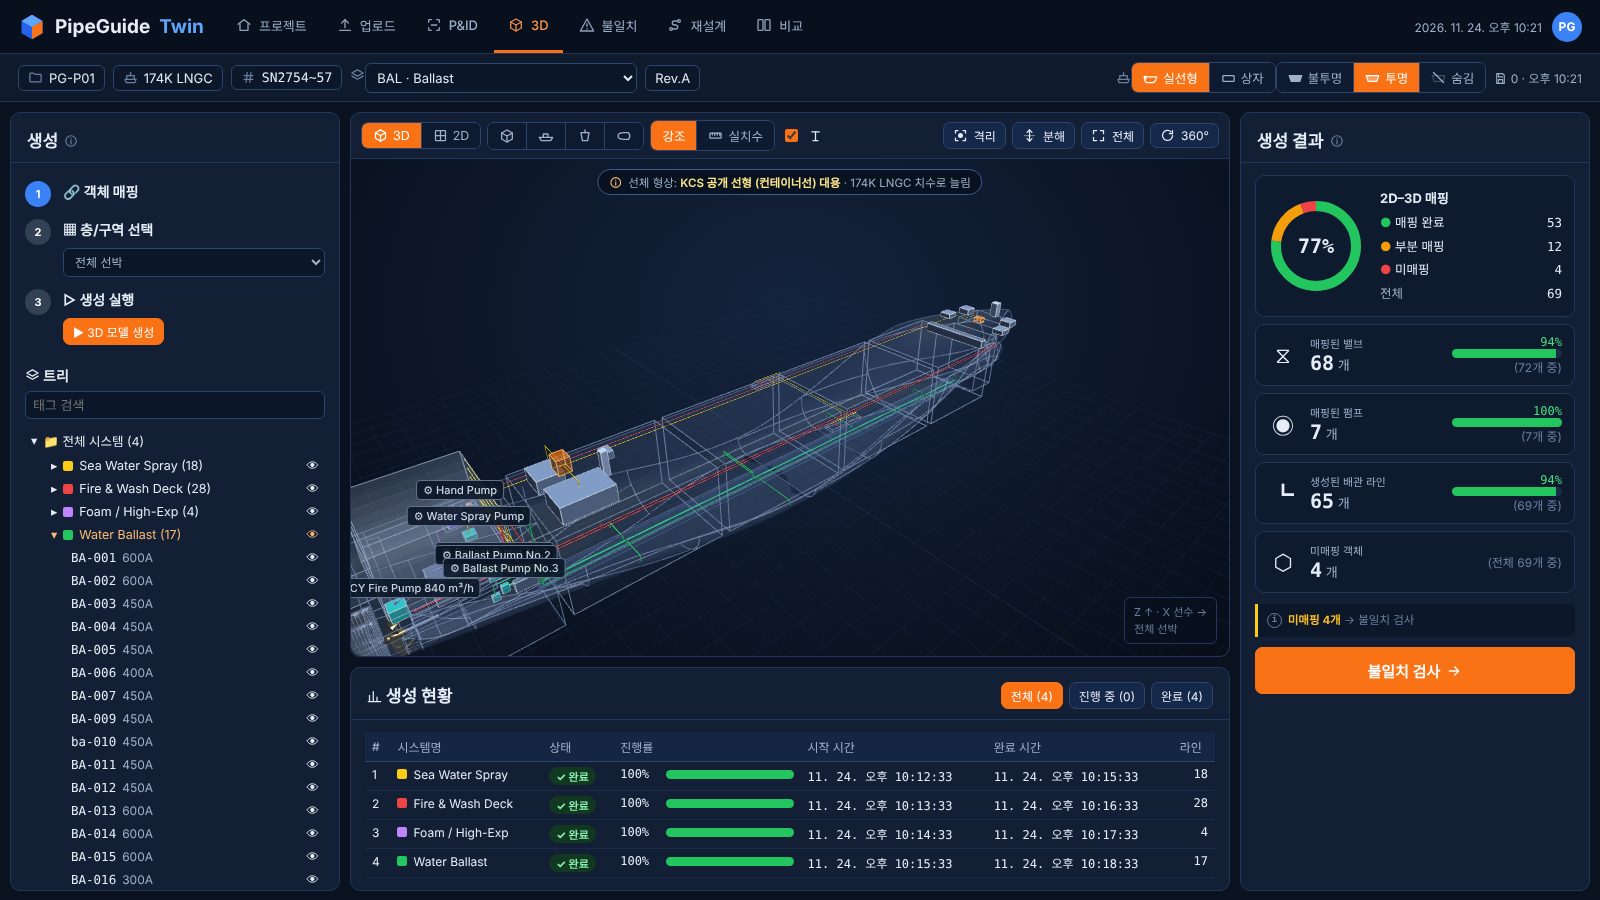 PipeGuide Twin
프로젝트
업로드
P&ID
3D
불일치
재설계
비교
2026. 11. 24. 오후 10:21
PG
PG-P01
174K LNGC
# SN2754~57
BAL · Ballast
Rev.A
실선형
상자
불투명
투명
숨김
0 · 오후 10:21
생성
1 객체 매핑
2 층/구역 선택
전체 선박
3 생성 실행
▶ 3D 모델 생성
트리
태그 검색
▼ 전체 시스템 (4)
▶ Sea Water Spray (18)
▶ Fire & Wash Deck (28)
▶ Foam / High-Exp (4)
▼ Water Ballast (17)
BA-001 600A
BA-002 600A
BA-003 450A
BA-004 450A
BA-005 450A
BA-006 400A
BA-007 450A
BA-009 450A
ba-010 450A
BA-011 450A
BA-012 450A
BA-013 600A
BA-014 600A
BA-015 600A
BA-016 300A
3D
2D
강조
실치수
T
격리
분해
전체
360°
선체 형상: KCS 공개 선형 (컨테이너선) 대용 · 174K LNGC 치수로 늘림
Hand Pump
Water Spray Pump
Ballast Pump No.2
Ballast Pump No.3
CY Fire Pump 840 m³/h
Z ↑ · X 선수 →
전체 선박
생성 현황
전체 (4)
진행 중 (0)
완료 (4)
# 시스템명 상태 진행률 시작 시간 완료 시간 라인
1 Sea Water Spray ✓ 완료 100% 11. 24. 오후 10:12:33 11. 24. 오후 10:15:33 18
2 Fire & Wash Deck ✓ 완료 100% 11. 24. 오후 10:13:33 11. 24. 오후 10:16:33 28
3 Foam / High-Exp ✓ 완료 100% 11. 24. 오후 10:14:33 11. 24. 오후 10:17:33 4
4 Water Ballast ✓ 완료 100% 11. 24. 오후 10:15:33 11. 24. 오후 10:18:33 17
생성 결과
77%
2D–3D 매핑
매핑 완료 53
부분 매핑 12
미매핑 4
전체 69
매핑된 밸브
68 개
94%
(72개 중)
매핑된 펌프
7 개
100%
(7개 중)
생성된 배관 라인
65 개
94%
(69개 중)
미매핑 객체
4 개
(전체 69개 중)
미매핑 4개 → 불일치 검사
불일치 검사 →